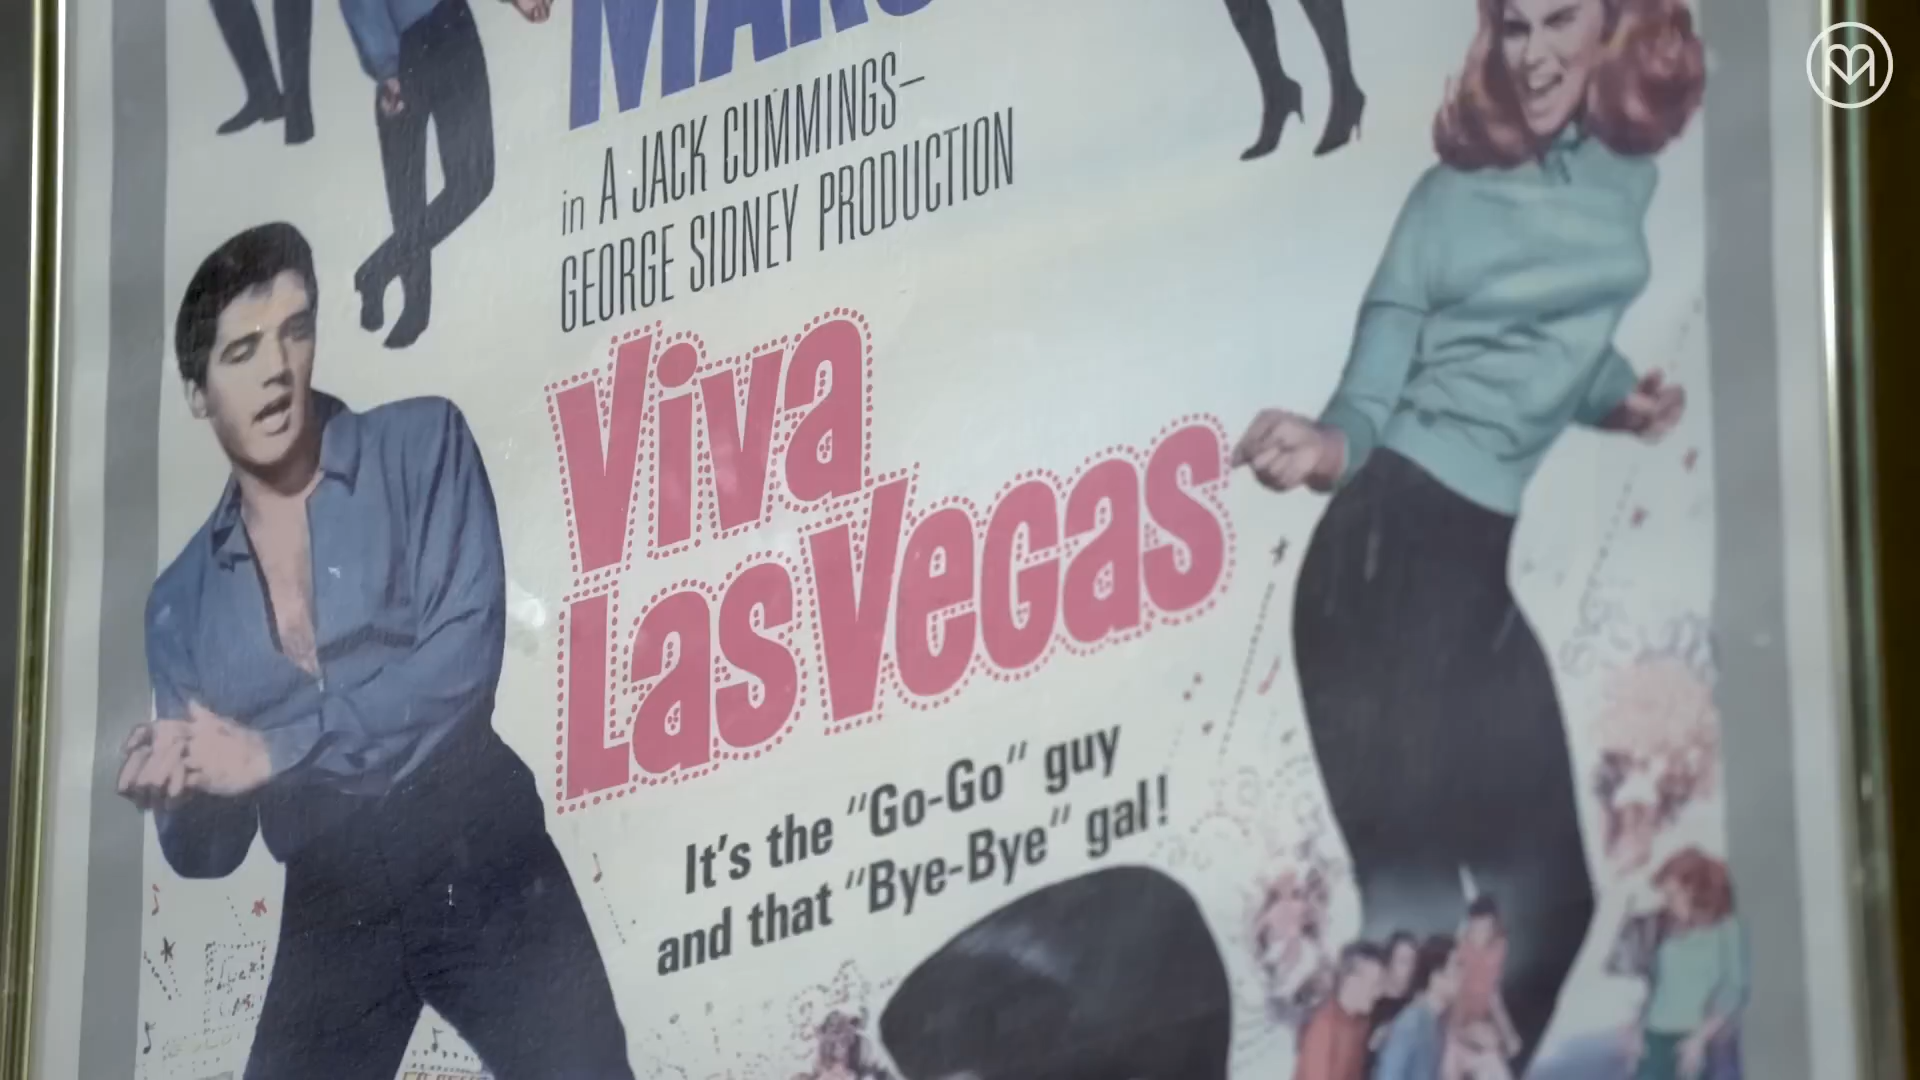 in A JACK CUMMINGS–
GEORGE SIDNEY PRODUCTION
Viva
Las Vegas
It's the "Go-Go" guy
and that "Bye-Bye" gal!